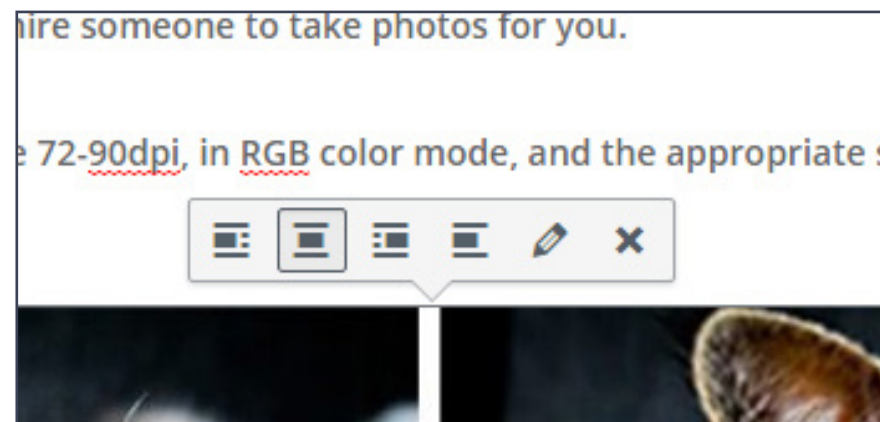 hire someone to take photos for you.
72-90dpi, in RGB color mode, and the appropriate